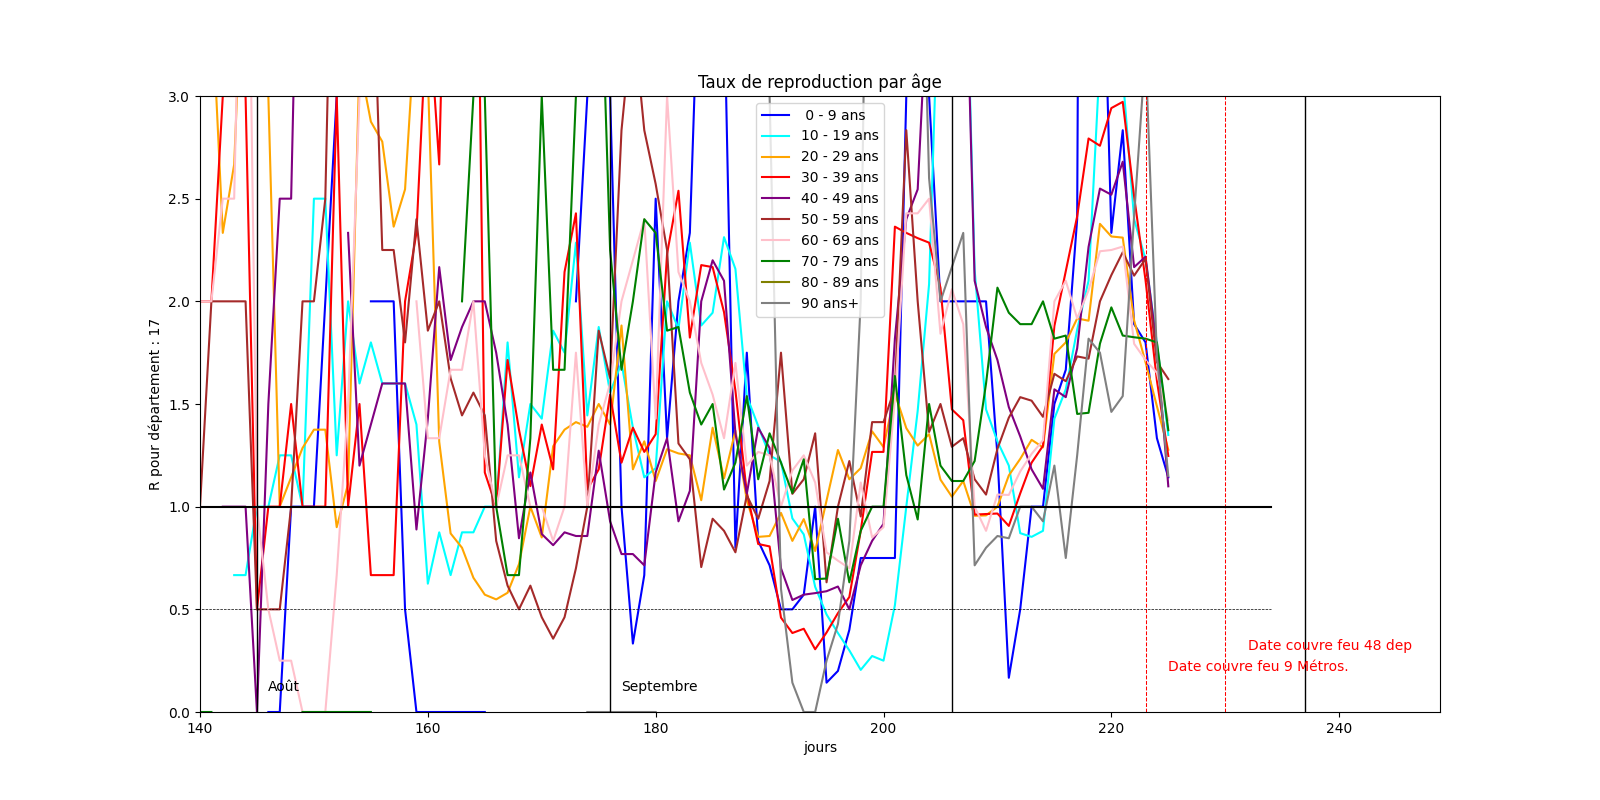 Taux de reproduction par âge
3.0
2.5
2.0
1.5
1.0
0.5
0.0
R pour département : 17
0 - 9 ans
10 - 19 ans
20 - 29 ans
30 - 39 ans
40 - 49 ans
50 - 59 ans
60 - 69 ans
70 - 79 ans
80 - 89 ans
90 ans+
Date couvre feu 48 dep
Date couvre feu 9 Métros.
Août
Septembre
140
160
180
200
220
240
jours